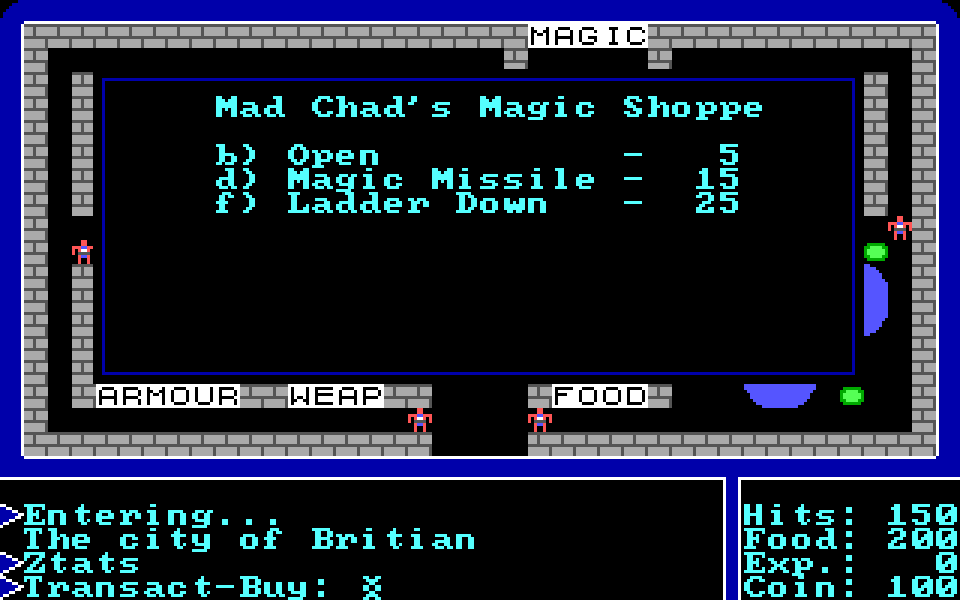 MAGIC
Mad Chad's Magic Shoppe
b) Open - 5
d) Magic Missile - 15
f) Ladder Down - 25
ARMOUR WEAP FOOD
Entering...
The city of Britian
Ztats
Transact-Buy:
Hits: 150
Food: 200
Exp.: 0
Coin: 100